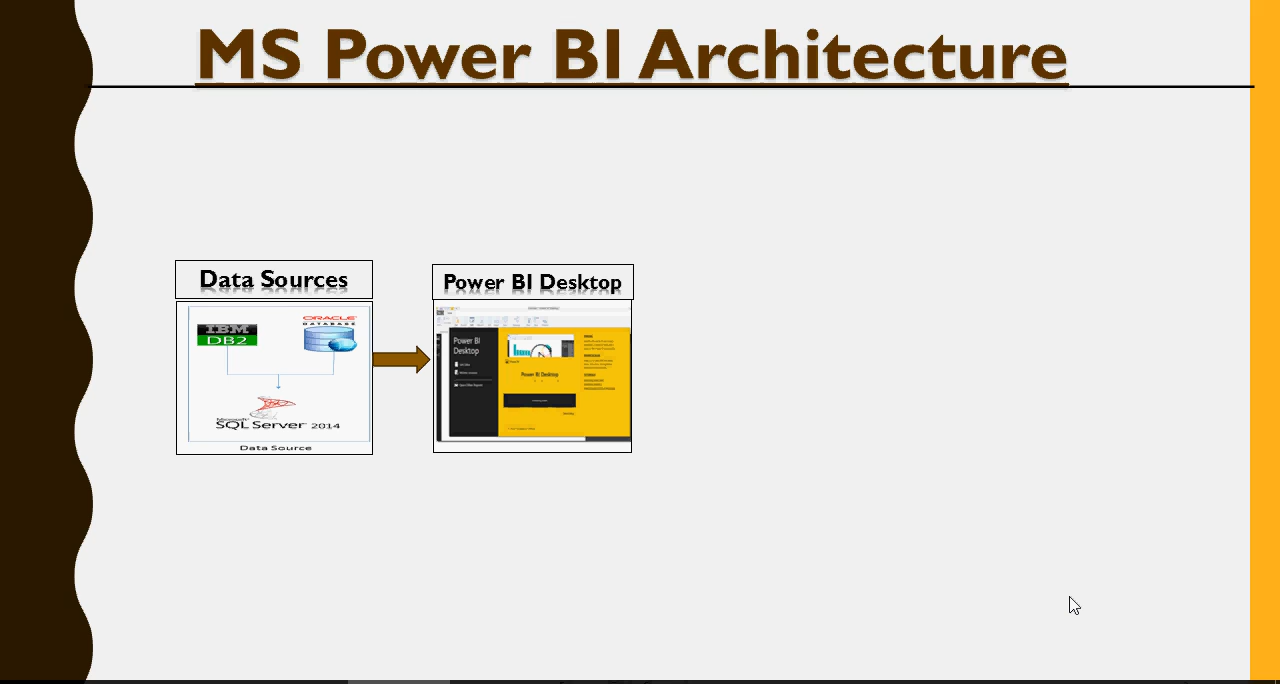 MS Power BI Architecture
Data Sources
Power BI Desktop
IBM
DB2
ORACLE
DATABASE
Microsoft
SQL Server 2014
Data Source
Power BI
Desktop
Power BI Desktop